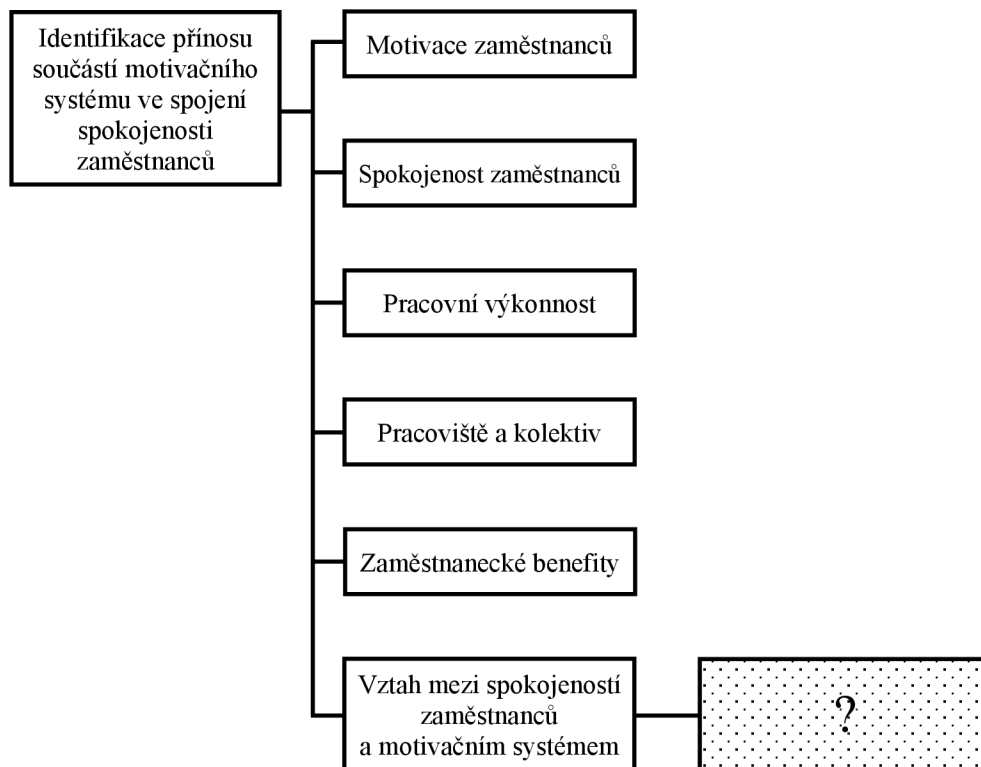 Identifikace přínosu
součástí motivačního
systému ve spojení
spokojenosti
zaměstnanců
Motivace zaměstnanců
Spokojenost zaměstnanců
Pracovní výkonnost
Pracoviště a kolektiv
Zaměstnanecké benefity
Vztah mezi spokojeností
zaměstnanců
a motivačním systémem
?